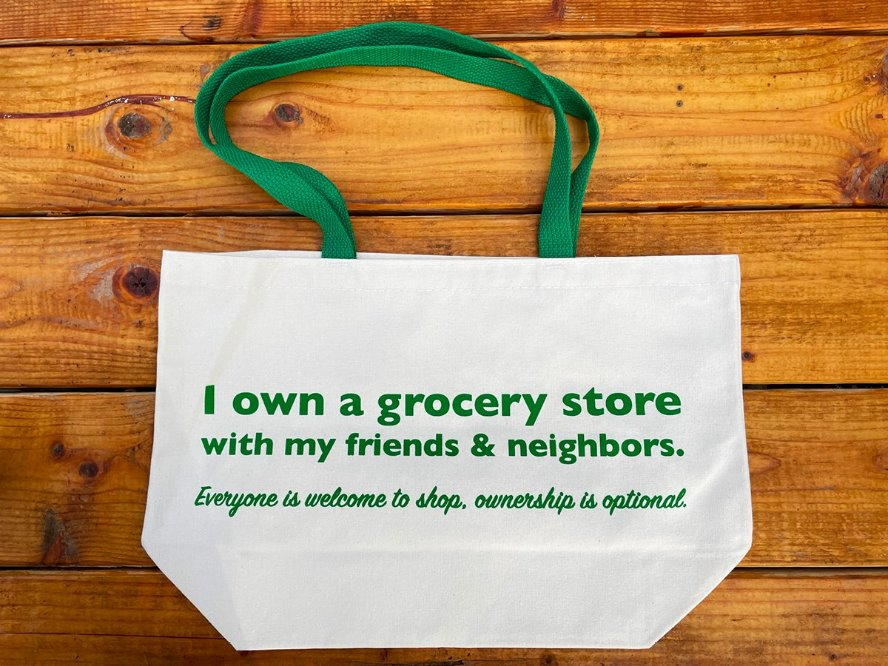 I own a grocery store
with my friends & neighbors.
Everyone is welcome to shop, ownership is optional.